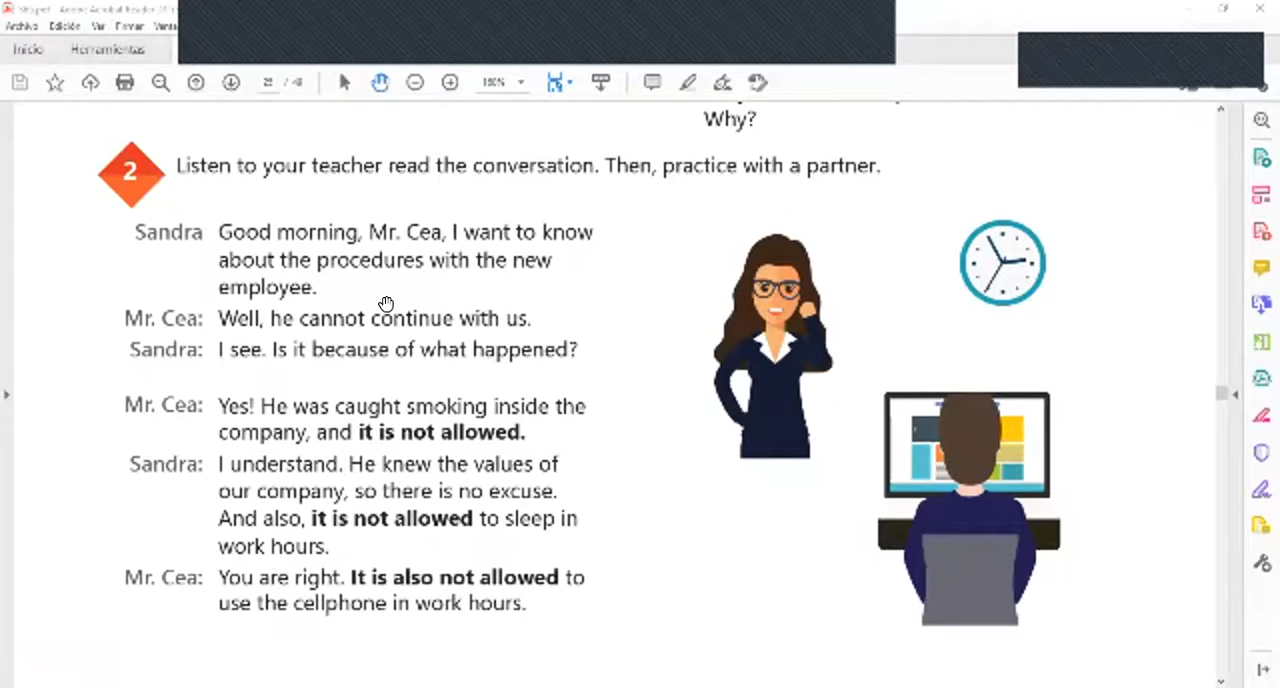 Archivo Edición Ver Firmar
Inicio Herramientas
Why?
2 Listen to your teacher read the conversation. Then, practice with a partner.
Sandra Good morning, Mr. Cea, I want to know
about the procedures with the new
employee.
Mr. Cea: Well, he cannot continue with us.
Sandra: I see. Is it because of what happened?
Mr. Cea: Yes! He was caught smoking inside the
company, and it is not allowed.
Sandra: I understand. He knew the values of
our company, so there is no excuse.
And also, it is not allowed to sleep in
work hours.
Mr. Cea: You are right. It is also not allowed to
use the cellphone in work hours.